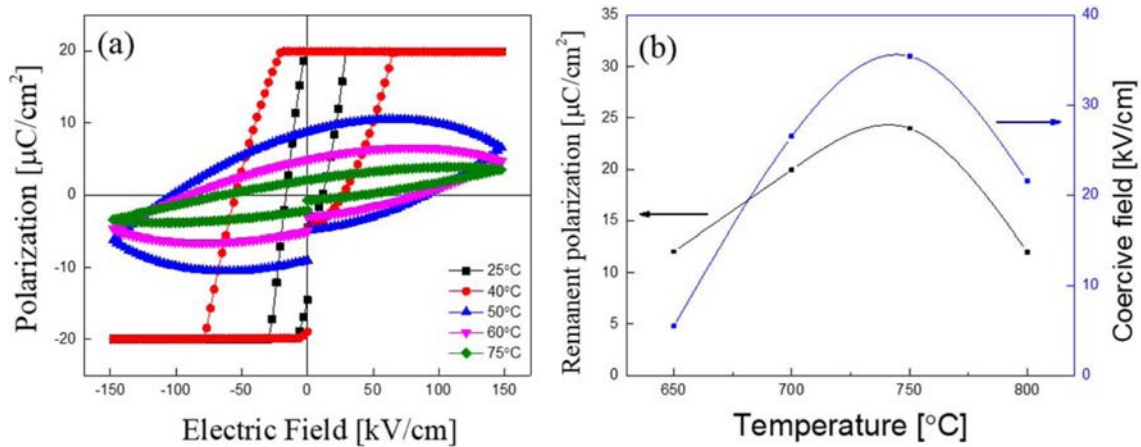 (a)
Polarization [μC/cm²]
20
10
0
-10
-20
-150
-100
-50
0
50
100
150
Electric Field [kV/cm]
25°C
40°C
50°C
60°C
75°C
(b)
Remanent polarization [μC/cm²]
35
30
25
20
15
10
5
0
650
700
750
800
Temperature [°C]
40
30
20
10
0
Coercive field [kV/cm]